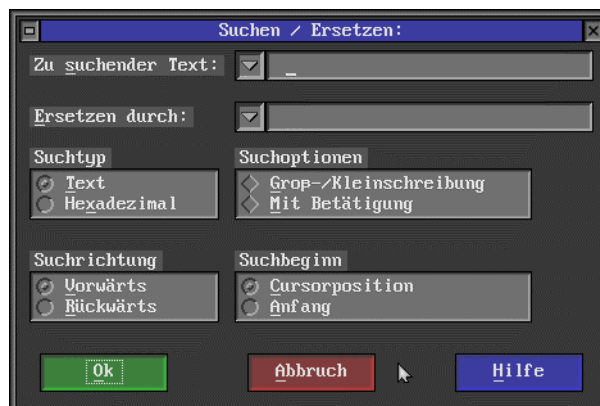 Suchen / Ersetzen:
Zu suchender Text:
Ersetzen durch:
Suchtyp
Text
Hexadezimal
Suchoptionen
Groß-/Kleinschreibung
Mit Betätigung
Suchrichtung
Vorwärts
Rückwärts
Suchbeginn
Cursorposition
Anfang
Ok
Abbruch
Hilfe